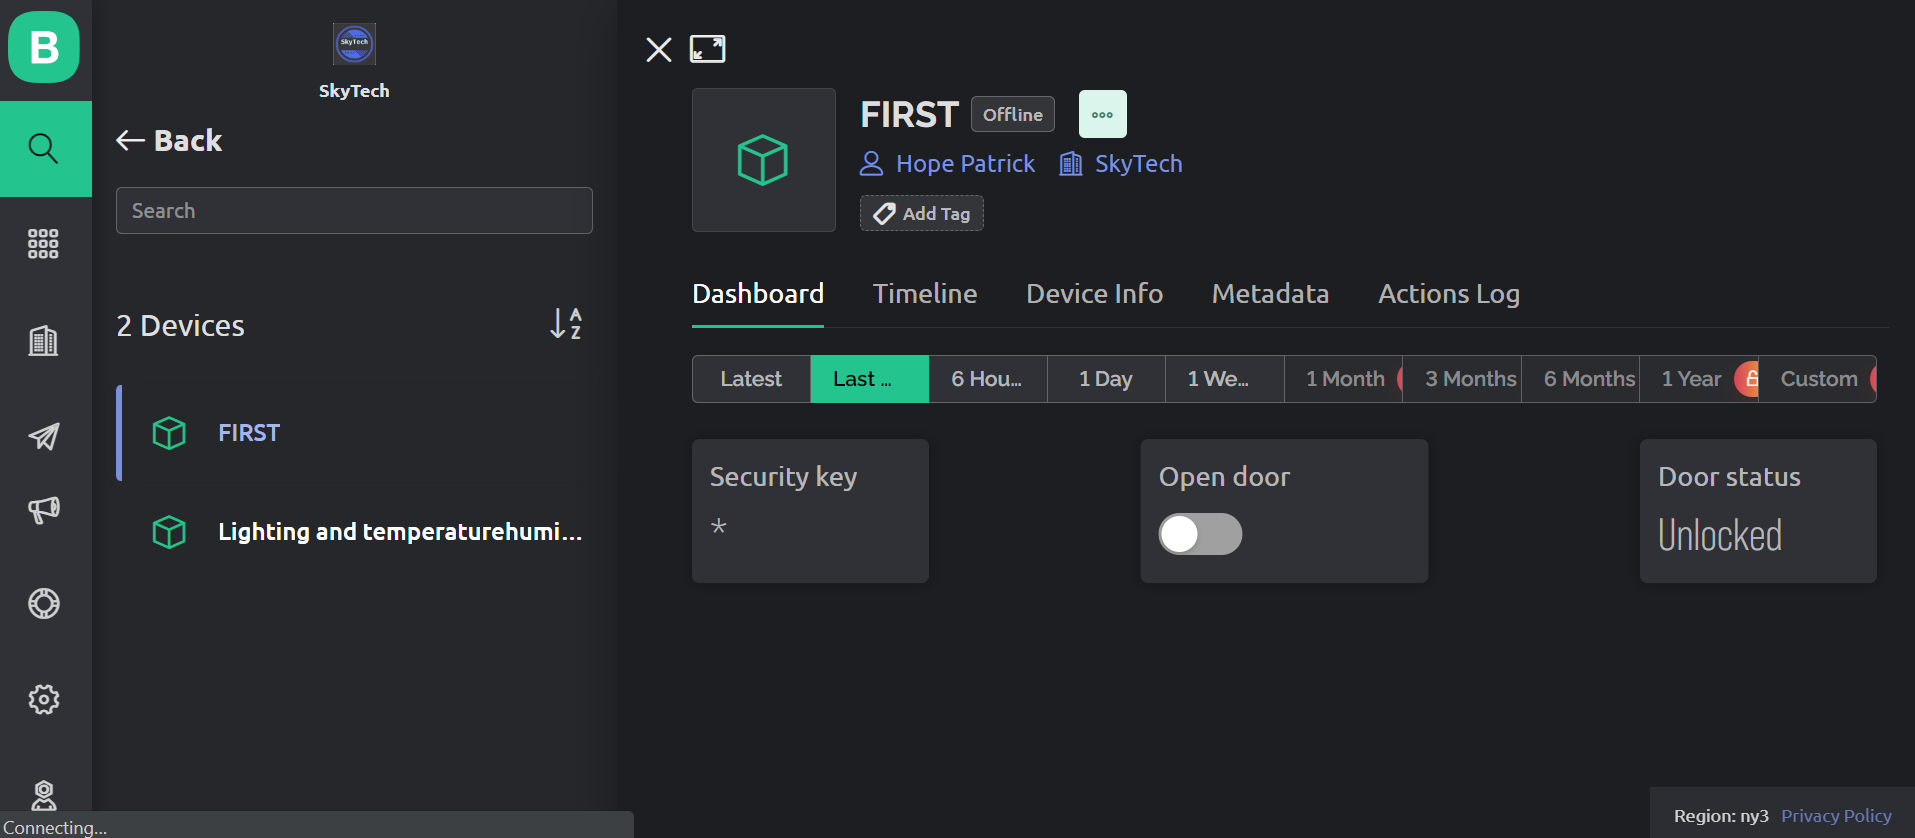 B
SkyTech
SkyTech
Back
Search
2 Devices
A
Z
FIRST
Lighting and temperaturehumi...
FIRST
Offline
Hope Patrick
SkyTech
Add Tag
Dashboard
Timeline
Device Info
Metadata
Actions Log
Latest
Last ...
6 Hou...
1 Day
1 We...
1 Month
3 Months
6 Months
1 Year
Custom
Security key
*
Open door
Door status
Unlocked
Connecting...
Region: ny3 Privacy Policy